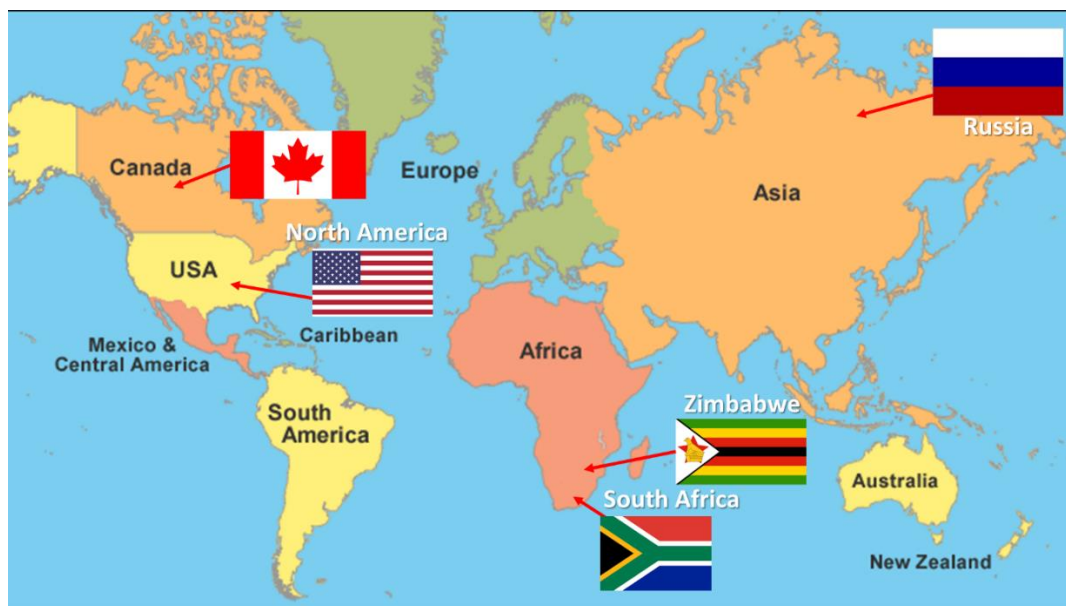 Russia
Canada
Europe
Asia
North America
USA
Caribbean
Mexico &
Central America
Africa
South
America
Zimbabwe
South Africa
Australia
New Zealand